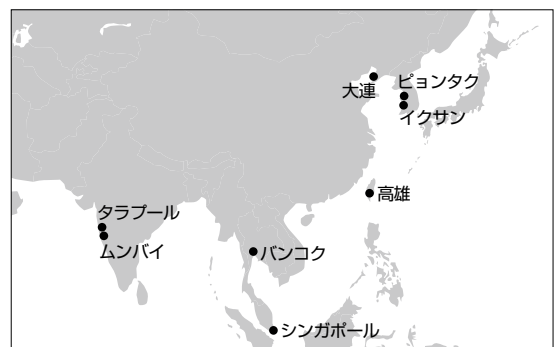 大連
ピョンタク
イクサン
高雄
タラプール
ムンバイ
バンコク
シンガポール